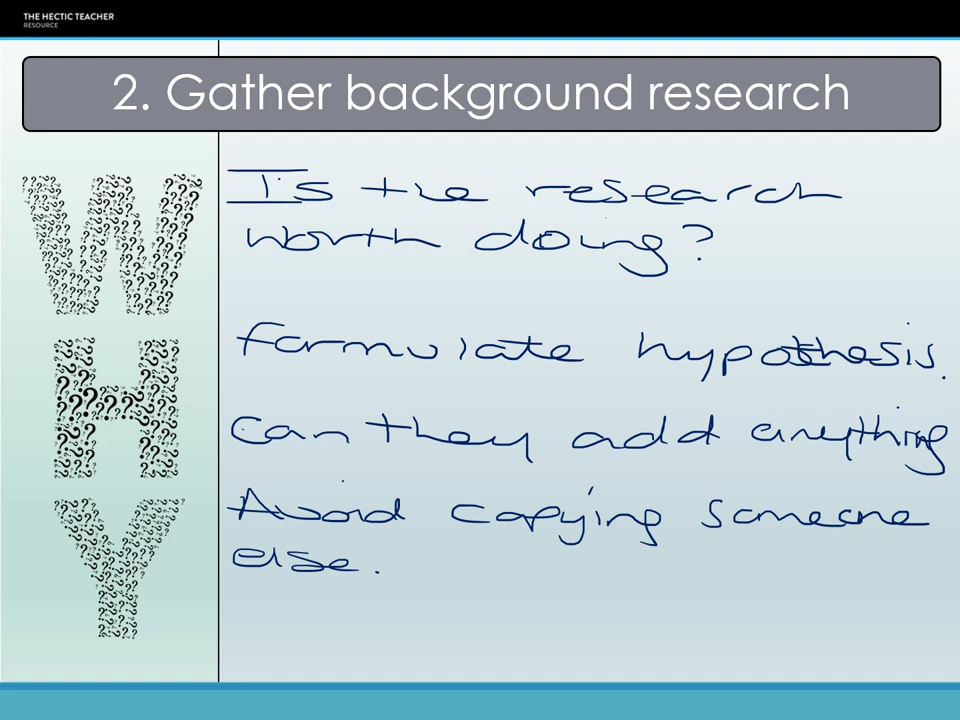 THE HECTIC TEACHER
RESOURCE
2. Gather background research
W
H
Y
Is the research
worth doing?
formulate hypothesis.
Can they add anything
Avoid copying someone
else.